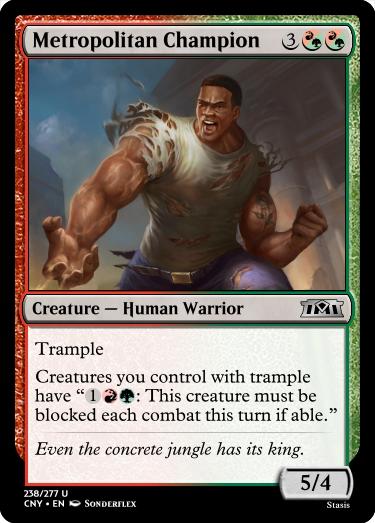 Metropolitan Champion 3
Creature — Human Warrior
Trample
Creatures you control with trample
have “1: This creature must be
blocked each combat this turn if able.”
Even the concrete jungle has its king.
5/4
238/277 U
CNY • EN Sonderflex
Stasis